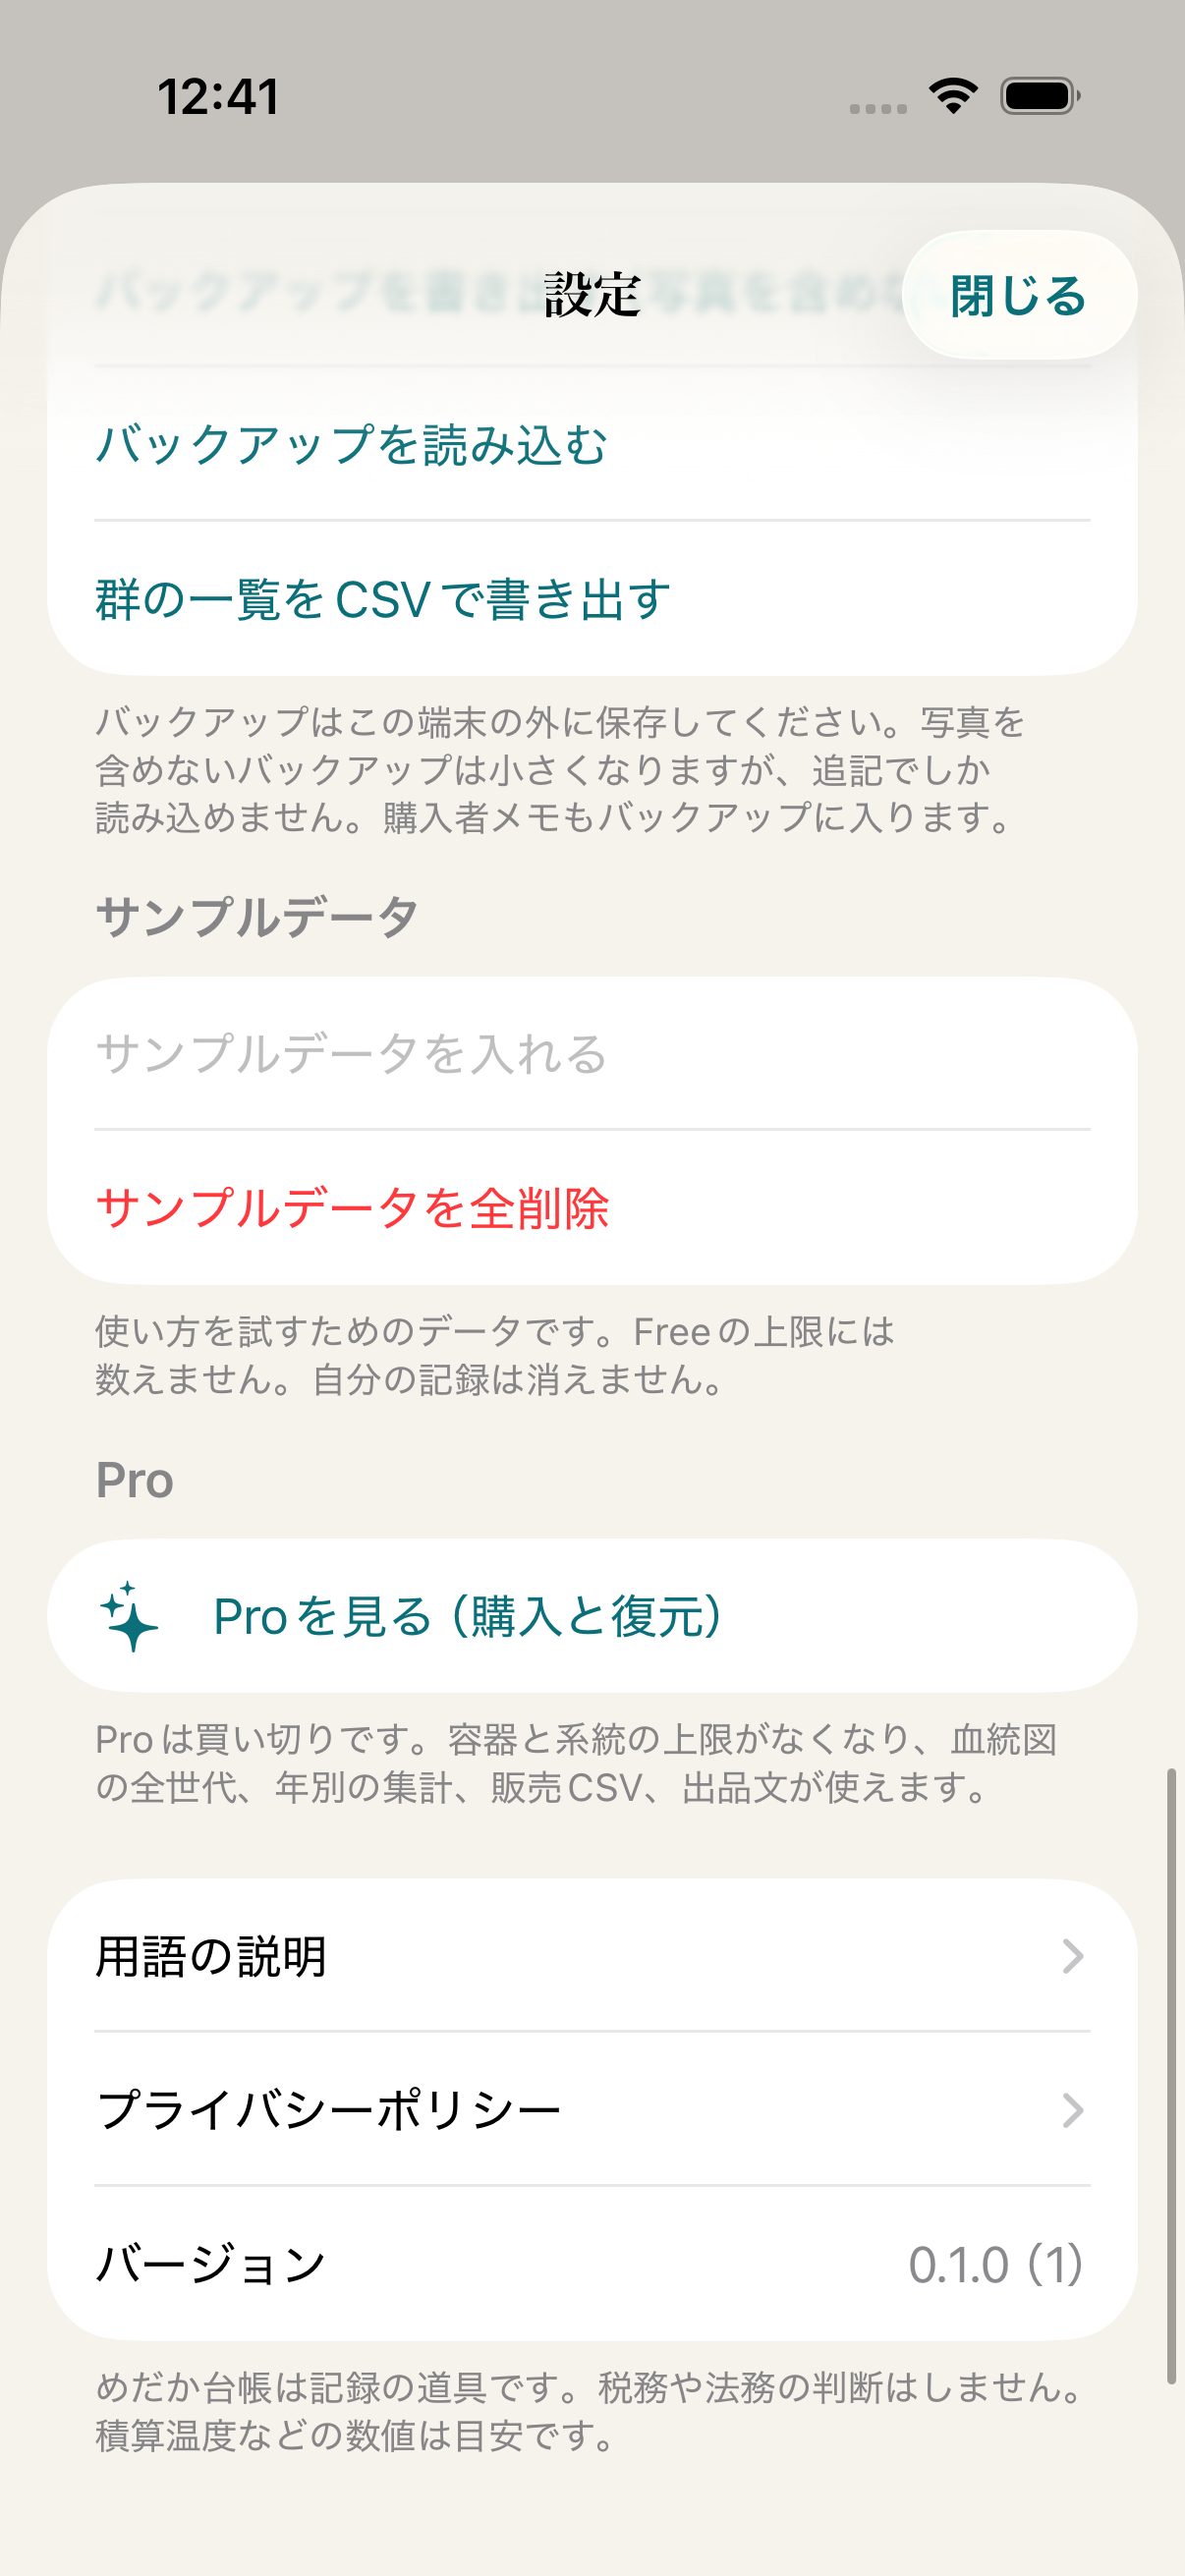 12:41
設定
閉じる
バックアップを読み込む
群の一覧をCSVで書き出す
バックアップはこの端末の外に保存してください。写真を
含めないバックアップは小さくなりますが、追記でしか
読み込めません。購入者メモもバックアップに入ります。
サンプルデータ
サンプルデータを入れる
サンプルデータを全削除
使い方を試すためのデータです。Freeの上限には
数えません。自分の記録は消えません。
Pro
Proを見る（購入と復元）
Proは買い切りです。容器と系統の上限がなくなり、血統図
の全世代、年別の集計、販売CSV、出品文が使えます。
用語の説明
プライバシーポリシー
バージョン
0.1.0 (1)
めだか台帳は記録の道具です。税務や法務の判断はしません。
積算温度などの数値は目安です。